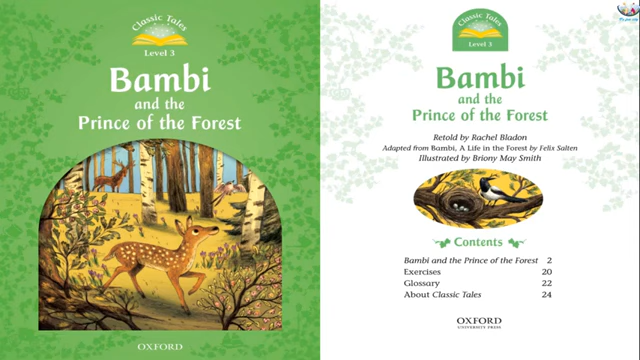 Classic Tales
Level 3
Bambi
and the
Prince of the Forest
OXFORD
Classic Tales
Level 3
Bambi
and the
Prince of the Forest
Retold by Rachel Bladon
Adapted from Bambi, A Life in the Forest by Felix Salten
Illustrated by Briony May Smith
Contents
Bambi and the Prince of the Forest 2
Exercises 20
Glossary 22
About Classic Tales 24
OXFORD
UNIVERSITY PRESS